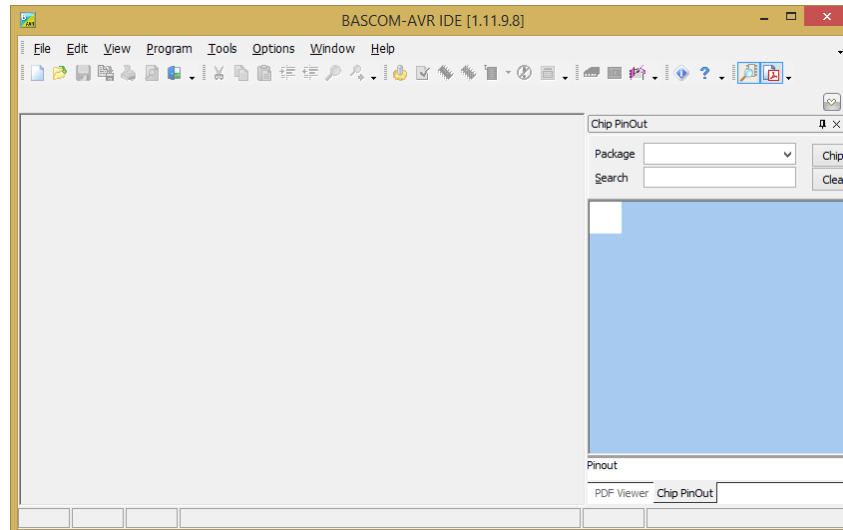 BASCOM-AVR IDE [1.11.9.8]
File Edit View Program Tools Options Window Help
Chip PinOut
Package
Chip
Search
Clea
Pinout
PDF Viewer Chip PinOut